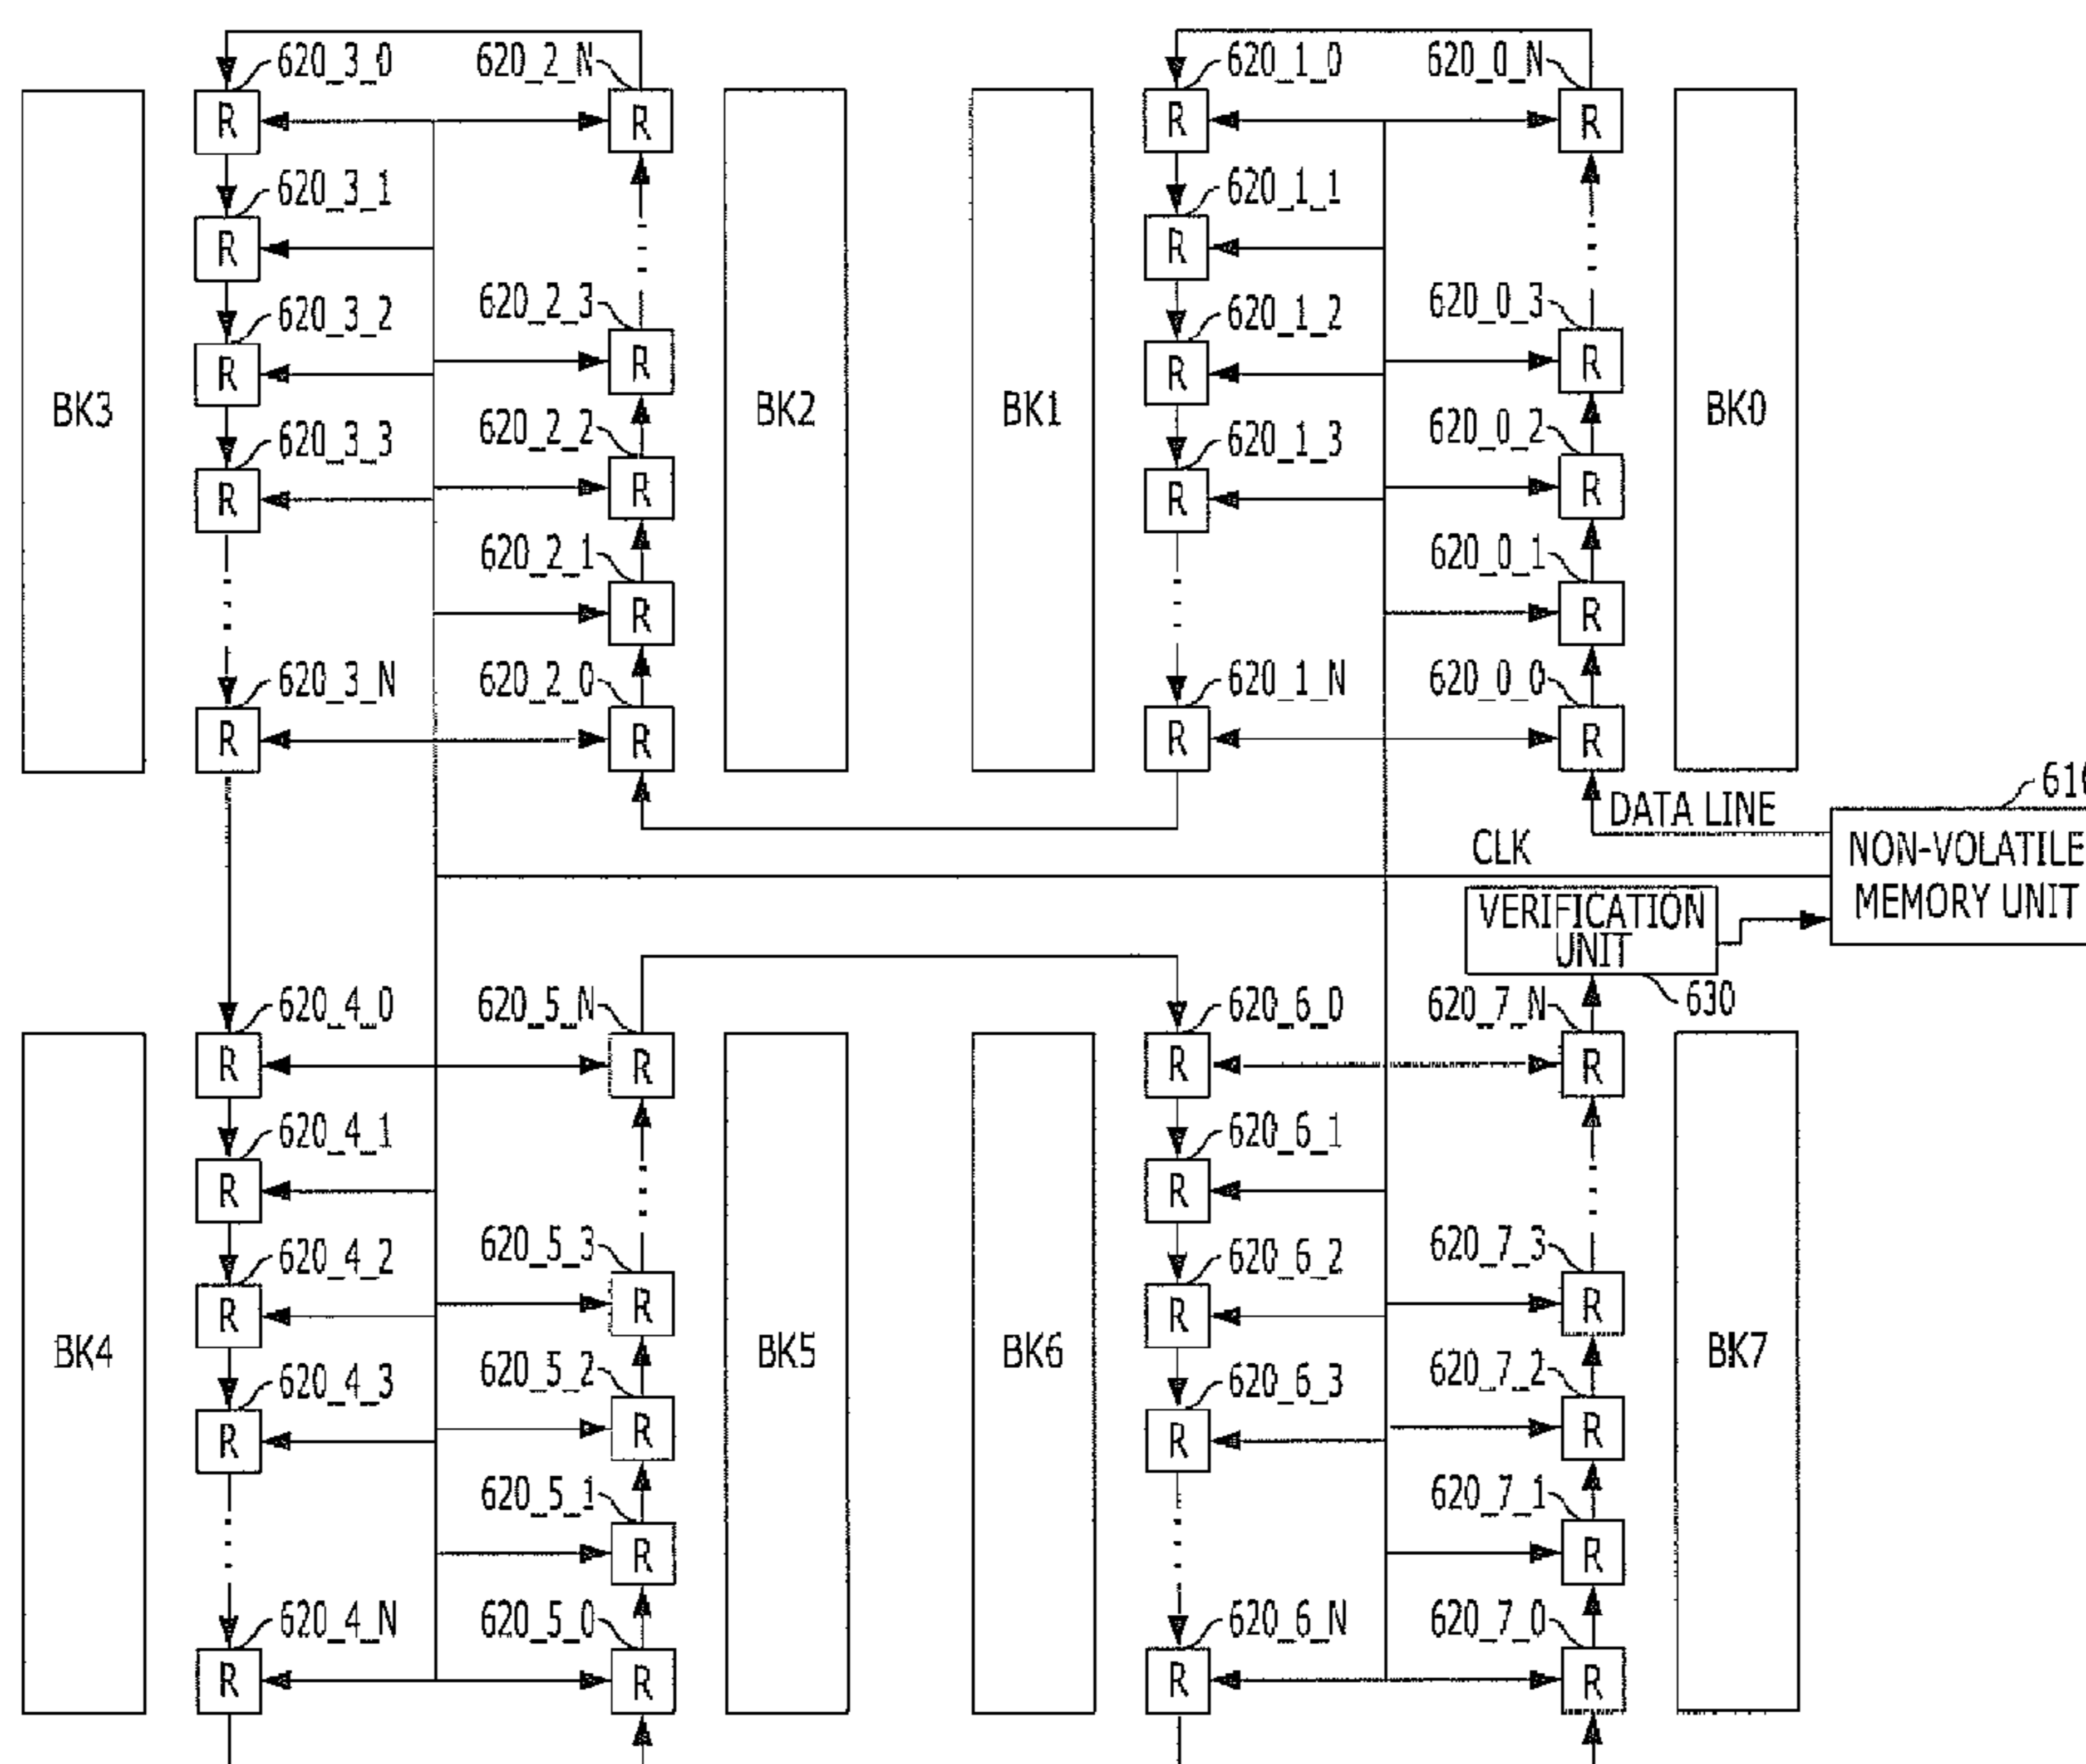 620_3_0
620_2_N
620_1_0
620_0_N
R
R
R
R
620_3_1
620_1_1
R
R
620_3_2
620_2_3
620_1_2
620_0_3
R
R
R
R
BK3
BK2
BK1
BK0
620_3_3
620_2_2
620_1_3
620_0_2
R
R
R
R
620_2_1
620_0_1
R
R
620_3_N
620_2_0
620_1_N
620_0_0
R
R
R
R
DATA LINE
CLK
NON-VOLATILE
MEMORY UNIT
VERIFICATION
UNIT
630
620_4_0
620_5_N
620_6_0
620_7_N
R
R
R
R
620_4_1
620_6_1
R
R
620_4_2
620_5_3
620_6_2
620_7_3
R
R
R
R
BK4
BK5
BK6
BK7
620_4_3
620_5_2
620_6_3
620_7_2
R
R
R
R
620_5_1
620_7_1
R
R
620_4_N
620_5_0
620_6_N
620_7_0
R
R
R
R